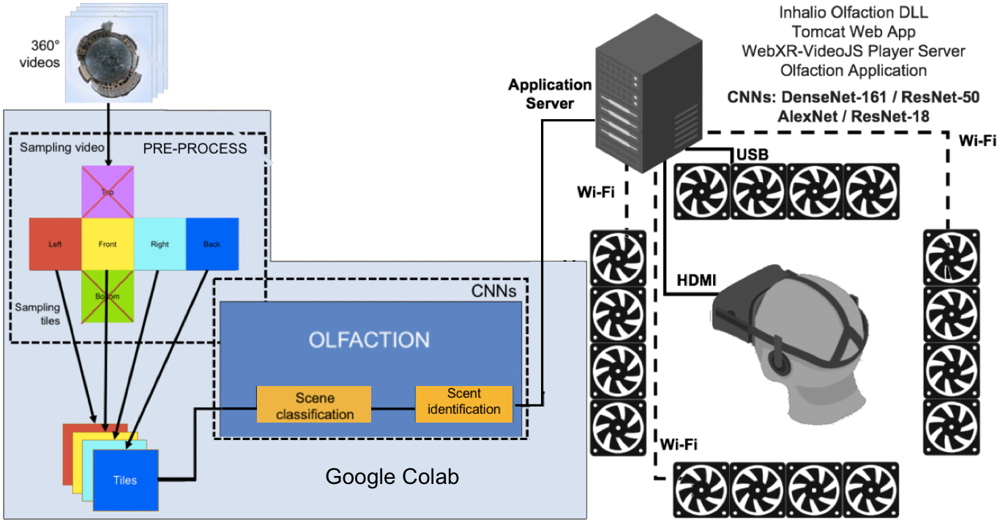 360°
videos
Sampling video
PRE-PROCESS
Top
Left
Front
Right
Back
Bottom
Sampling
tiles
Tiles
CNNs
OLFACTION
Scene
classification
Scent
identification
Google Colab
Application
Server
Inhalio Olfaction DLL
Tomcat Web App
WebXR-VideoJS Player Server
Olfaction Application
CNNs: DenseNet-161 / ResNet-50
AlexNet / ResNet-18
Wi-Fi
USB
Wi-Fi
HDMI
Wi-Fi